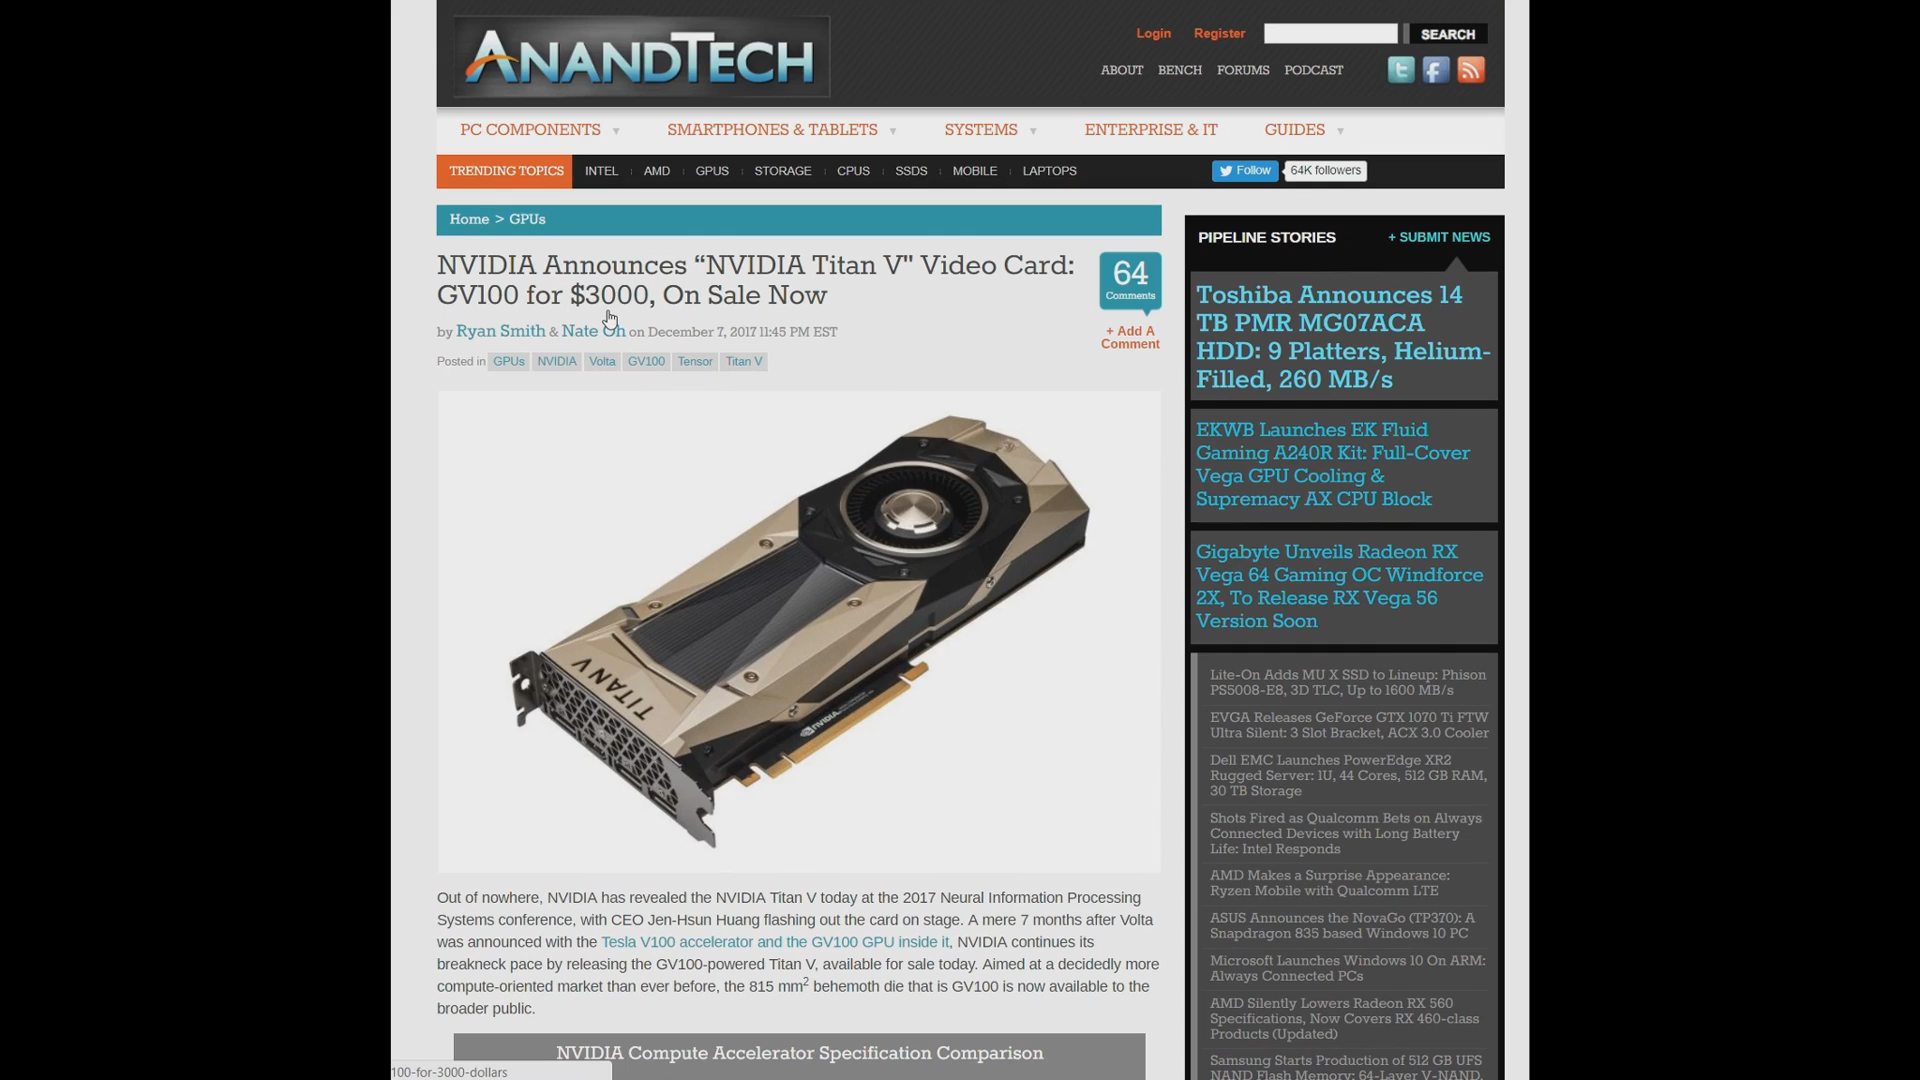 ANANDTECH
Login Register SEARCH
ABOUT BENCH FORUMS PODCAST
PC COMPONENTS SMARTPHONES & TABLETS SYSTEMS ENTERPRISE & IT GUIDES
TRENDING TOPICS INTEL AMD GPUS STORAGE CPUS SSDS MOBILE LAPTOPS Follow 64K followers
Home > GPUs
NVIDIA Announces “NVIDIA Titan V" Video Card:
GV100 for $3000, On Sale Now
by Ryan Smith & Nate Oh on December 7, 2017 11:45 PM EST
Posted in GPUs NVIDIA Volta GV100 Tensor Titan V
64
Comments
+ Add A
Comment
TITAN V
NVIDIA
Out of nowhere, NVIDIA has revealed the NVIDIA Titan V today at the 2017 Neural Information Processing
Systems conference, with CEO Jen-Hsun Huang flashing out the card on stage. A mere 7 months after Volta
was announced with the Tesla V100 accelerator and the GV100 GPU inside it, NVIDIA continues its
breakneck pace by releasing the GV100-powered Titan V, available for sale today. Aimed at a decidedly more
compute-oriented market than ever before, the 815 mm2 behemoth die that is GV100 is now available to the
broader public.
NVIDIA Compute Accelerator Specification Comparison
100-for-3000-dollars
PIPELINE STORIES + SUBMIT NEWS
Toshiba Announces 14
TB PMR MG07ACA
HDD: 9 Platters, Helium-
Filled, 260 MB/s
EKWB Launches EK Fluid
Gaming A240R Kit: Full-Cover
Vega GPU Cooling &
Supremacy AX CPU Block
Gigabyte Unveils Radeon RX
Vega 64 Gaming OC Windforce
2X, To Release RX Vega 56
Version Soon
Lite-On Adds MU X SSD to Lineup: Phison
PS5008-E8, 3D TLC, Up to 1600 MB/s
EVGA Releases GeForce GTX 1070 Ti FTW
Ultra Silent: 3 Slot Bracket, ACX 3.0 Cooler
Dell EMC Launches PowerEdge XR2
Rugged Server: 1U, 44 Cores, 512 GB RAM,
30 TB Storage
Shots Fired as Qualcomm Bets on Always
Connected Devices with Long Battery
Life: Intel Responds
AMD Makes a Surprise Appearance:
Ryzen Mobile with Qualcomm LTE
ASUS Announces the NovaGo (TP370): A
Snapdragon 835 based Windows 10 PC
Microsoft Launches Windows 10 On ARM:
Always Connected PCs
AMD Silently Lowers Radeon RX 560
Specifications, Now Covers RX 460-class
Products (Updated)
Samsung Starts Production of 512 GB UFS
NAND Flash Memory: 64-Layer V-NAND,